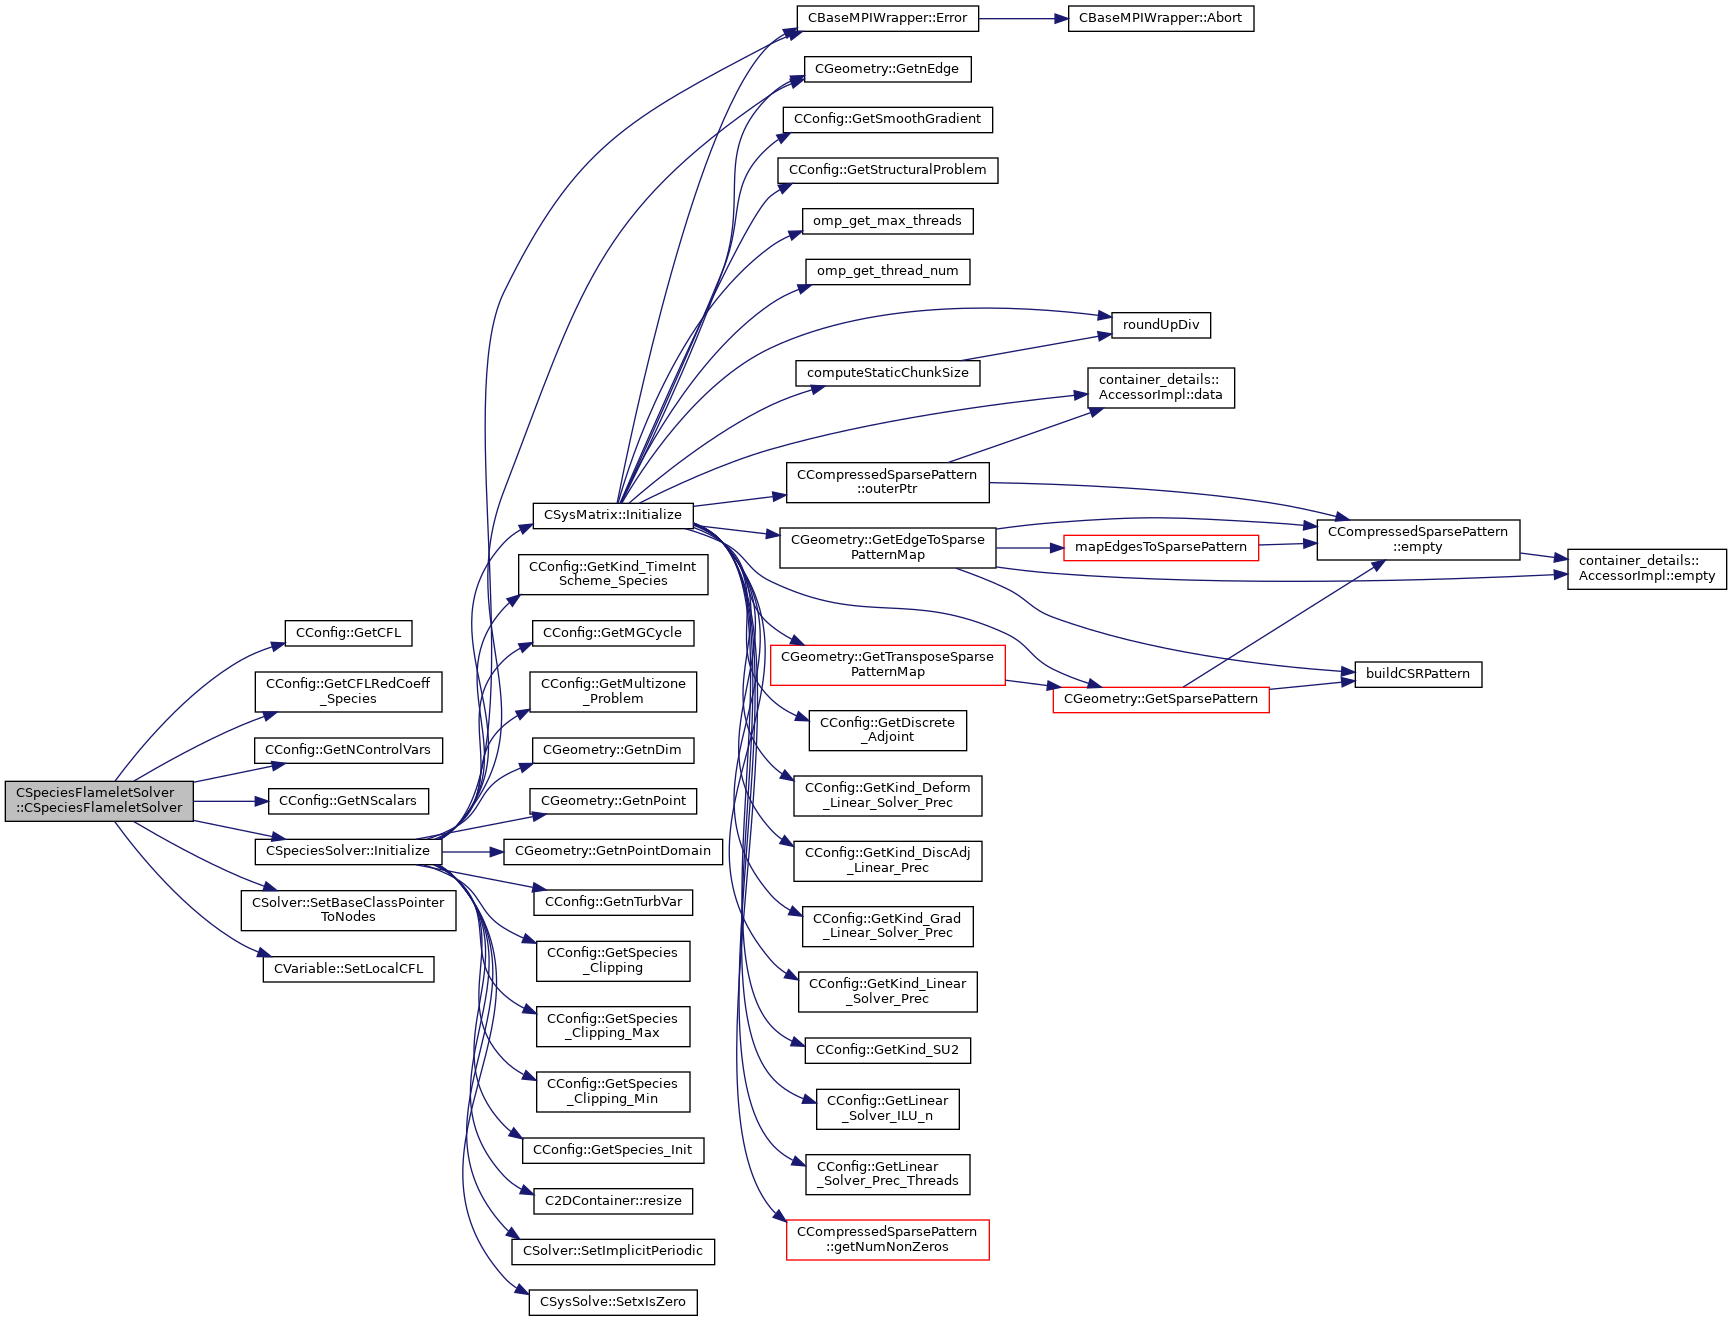 CSpeciesFlameletSolver
::CSpeciesFlameletSolver
CConfig::GetCFL
CConfig::GetCFLRedCoeff
_Species
CConfig::GetNControlVars
CConfig::GetNScalars
CSpeciesSolver::Initialize
CSolver::SetBaseClassPointer
ToNodes
CVariable::SetLocalCFL
CSysMatrix::Initialize
CConfig::GetKind_TimeInt
Scheme_Species
CConfig::GetMGCycle
CConfig::GetMultizone
_Problem
CGeometry::GetnDim
CGeometry::GetnPoint
CGeometry::GetnPointDomain
CConfig::GetnTurbVar
CConfig::GetSpecies
_Clipping
CConfig::GetSpecies
_Clipping_Max
CConfig::GetSpecies
_Clipping_Min
CConfig::GetSpecies_Init
C2DContainer::resize
CSolver::SetImplicitPeriodic
CSysSolve::SetxIsZero
CBaseMPIWrapper::Error
CGeometry::GetnEdge
CConfig::GetSmoothGradient
CConfig::GetStructuralProblem
omp_get_max_threads
omp_get_thread_num
computeStaticChunkSize
CCompressedSparsePattern
::outerPtr
CGeometry::GetEdgeToSparse
PatternMap
CGeometry::GetTransposeSparse
PatternMap
CConfig::GetDiscrete
_Adjoint
CConfig::GetKind_Deform
_Linear_Solver_Prec
CConfig::GetKind_DiscAdj
_Linear_Prec
CConfig::GetKind_Grad
_Linear_Solver_Prec
CConfig::GetKind_Linear
_Solver_Prec
CConfig::GetKind_SU2
CConfig::GetLinear
_Solver_ILU_n
CConfig::GetLinear
_Solver_Prec_Threads
CCompressedSparsePattern
::getNumNonZeros
CBaseMPIWrapper::Abort
roundUpDiv
container_details::
AccessorImpl::data
mapEdgesToSparsePattern
CGeometry::GetSparsePattern
CCompressedSparsePattern
::empty
buildCSRPattern
container_details::
AccessorImpl::empty